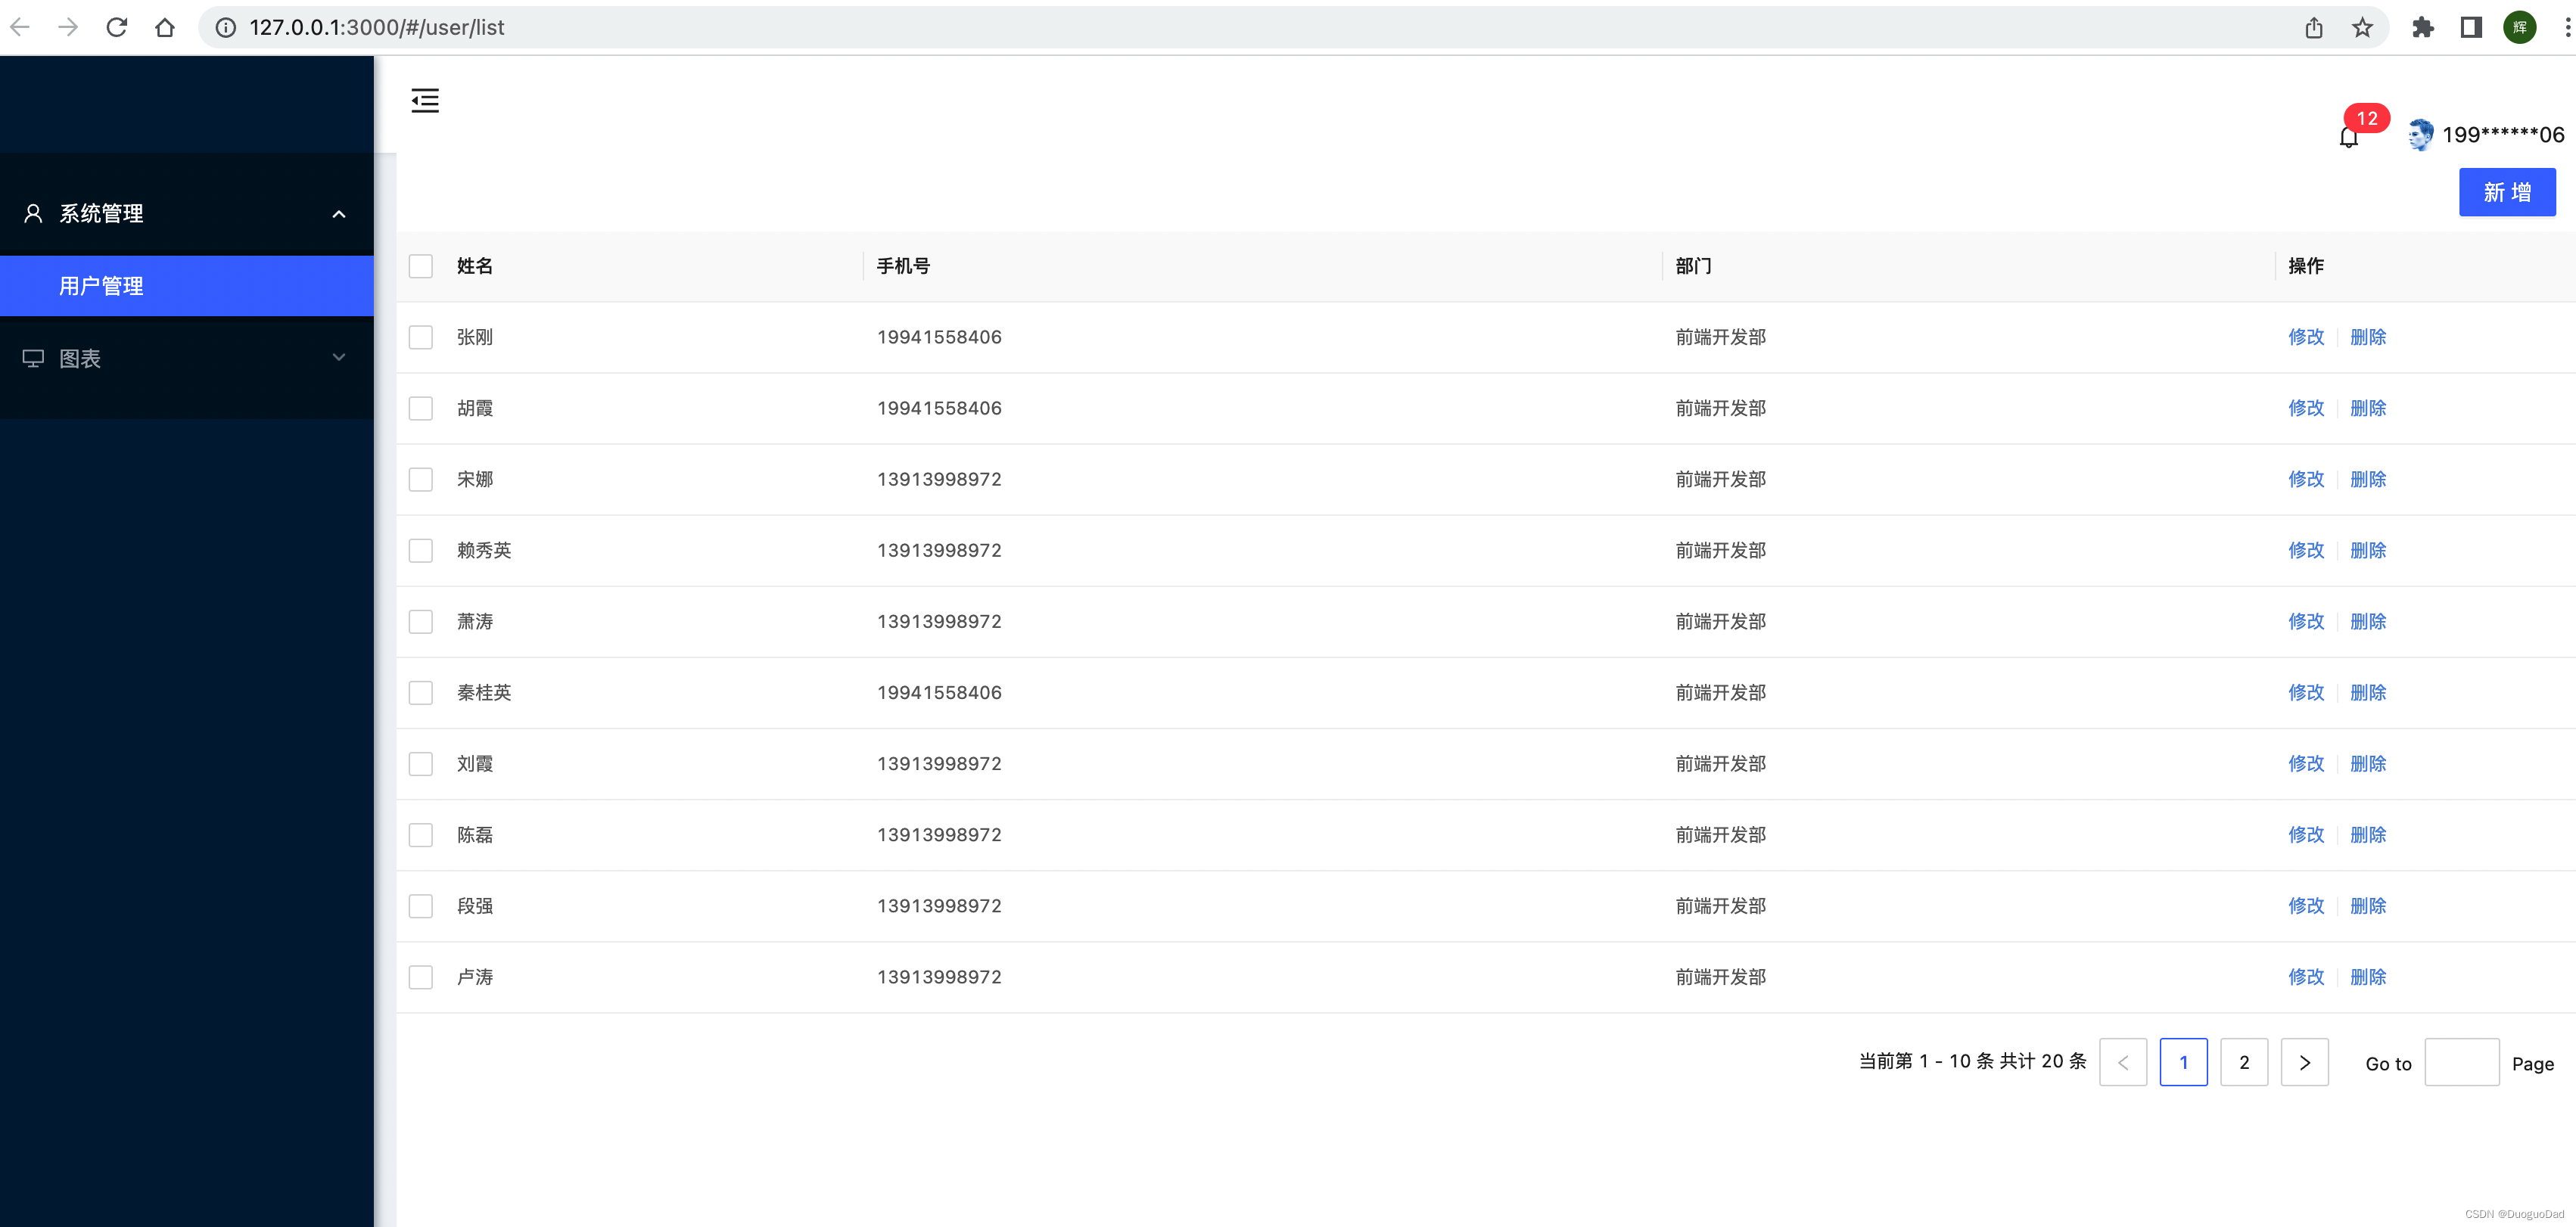 127.0.0.1:3000/#/user/list
辉
12
199******06
系统管理
用户管理
图表
新 增
姓名 手机号 部门 操作
张刚 19941558406 前端开发部 修改 删除
胡霞 19941558406 前端开发部 修改 删除
宋娜 13913998972 前端开发部 修改 删除
赖秀英 13913998972 前端开发部 修改 删除
萧涛 13913998972 前端开发部 修改 删除
秦桂英 19941558406 前端开发部 修改 删除
刘霞 13913998972 前端开发部 修改 删除
陈磊 13913998972 前端开发部 修改 删除
段强 13913998972 前端开发部 修改 删除
卢涛 13913998972 前端开发部 修改 删除
当前第 1 - 10 条 共计 20 条 < 1 2 > Go to Page
CSDN @DuoguoDad